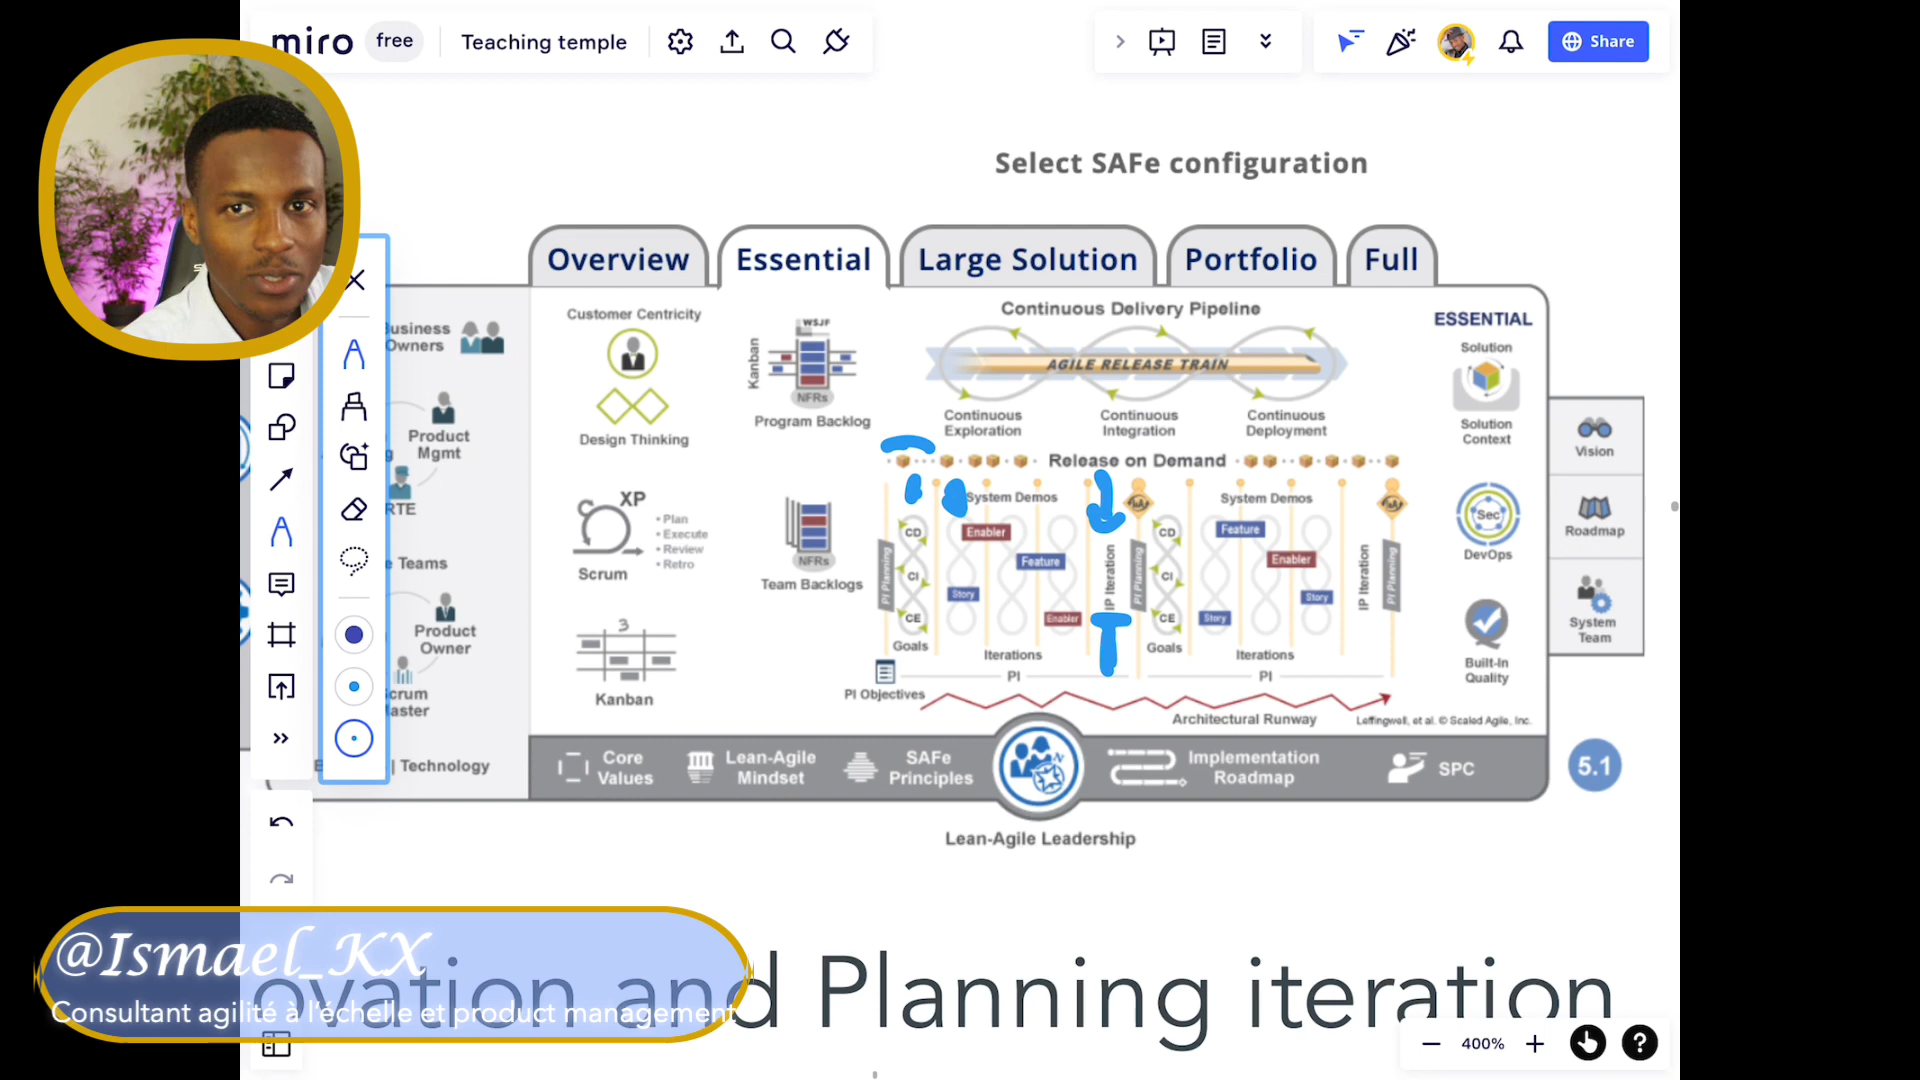 miro free Teaching temple
Share
Select SAFe configuration
Overview Essential Large Solution Portfolio Full
Business
Owners
Product
Mgmt
RTE
Teams
Product
Owner
Scrum
Master
| Technology
Customer Centricity
Design Thinking
XP
• Plan
• Execute
• Review
• Retro
Scrum
3
Kanban
WSJF
Kanban
NFRs
Program Backlog
NFRs
Team Backlogs
Continuous Delivery Pipeline
AGILE RELEASE TRAIN
Continuous
Exploration
Continuous
Integration
Continuous
Deployment
Release on Demand
System Demos
System Demos
PI Planning
CD
CI
CE
Goals
Enabler
Feature
Story
Enabler
Iterations
IP Iteration
I&A
PI Planning
CD
CI
CE
Goals
Feature
Enabler
Story
Story
Iterations
IP Iteration
I&A
PI Planning
PI
PI
PI Objectives
Architectural Runway
Leffingwell, et al. © Scaled Agile, Inc.
ESSENTIAL
Solution
Solution
Context
Sec
DevOps
Built-In
Quality
Vision
Roadmap
System
Team
Core
Values
Lean-Agile
Mindset
SAFe
Principles
Implementation
Roadmap
SPC
5.1
Lean-Agile Leadership
ovation and Planning iteration
@Ismael_KX
Consultant agilité à l'échelle et product management
400%